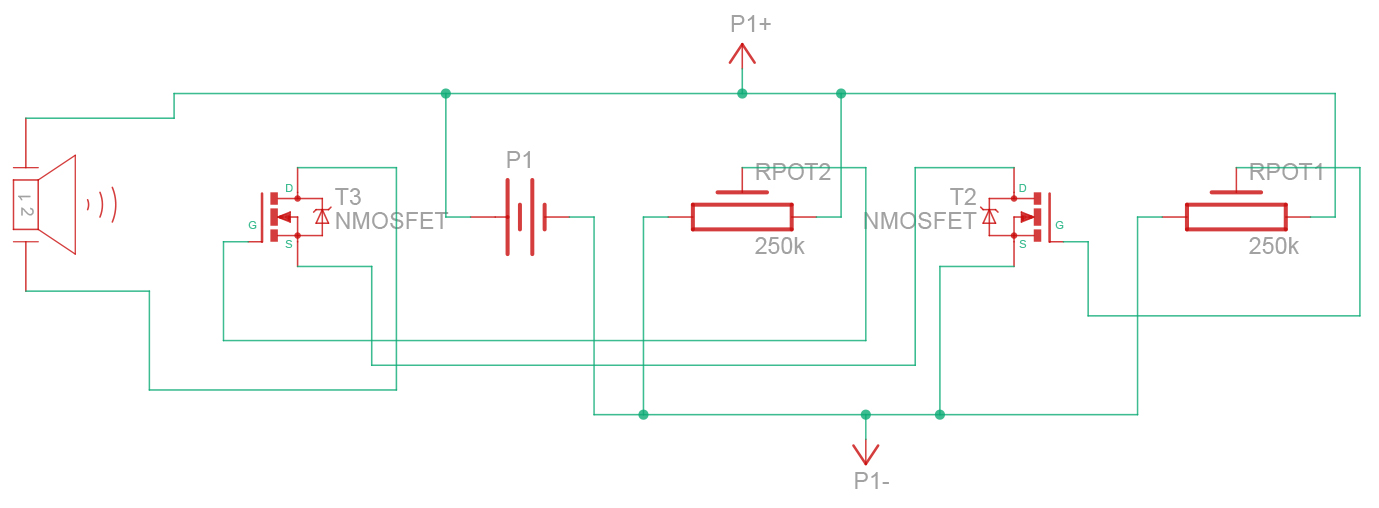 P1+
1 2
D
G
S
T3
NMOSFET
P1
RPOT2
250k
T2
NMOSFET
D
G
S
RPOT1
250k
P1-